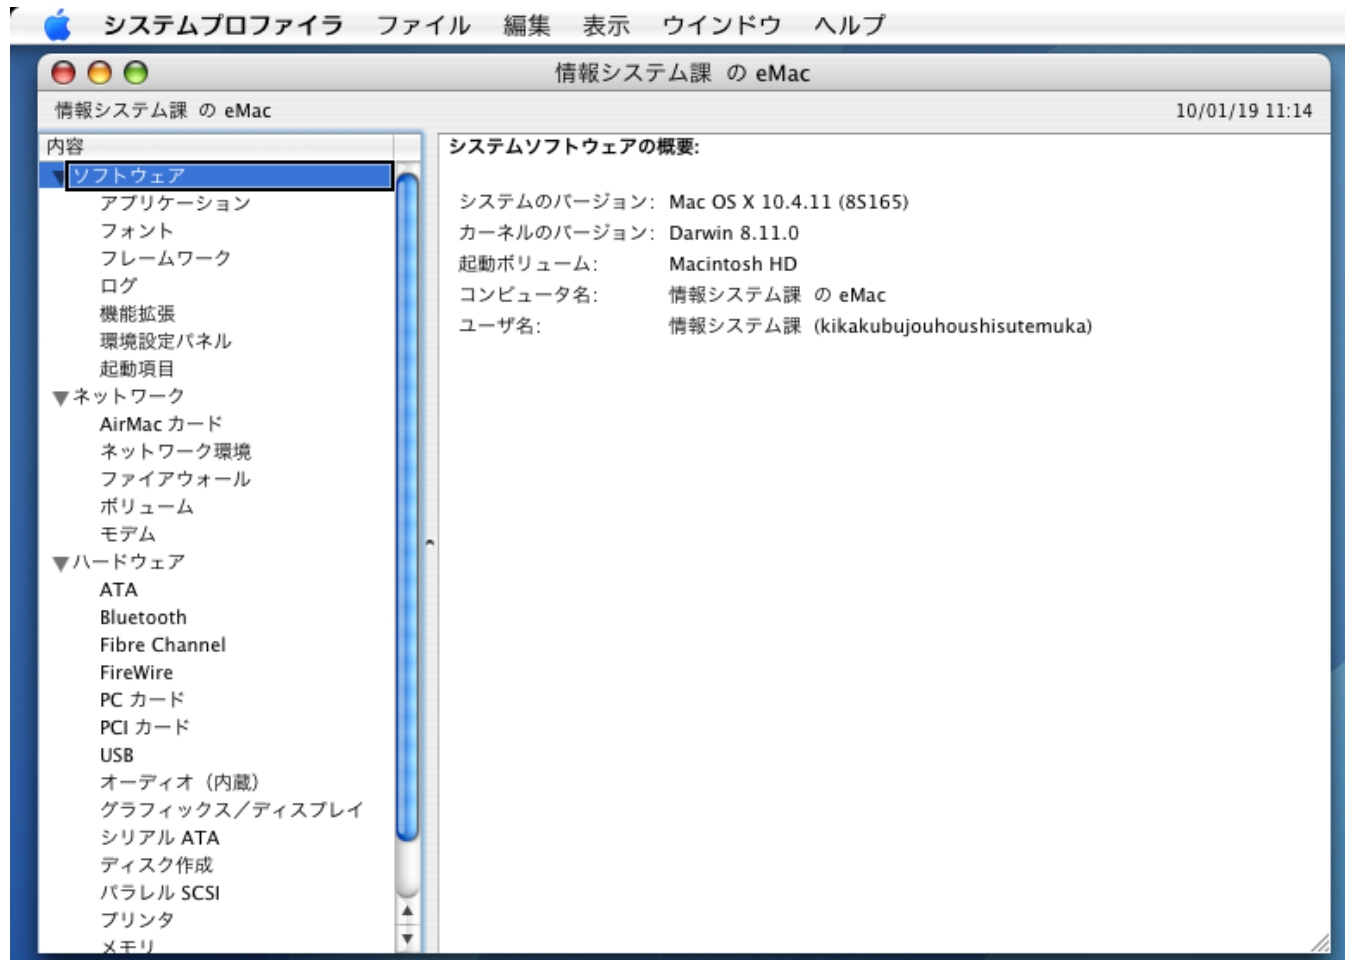 システムプロファイラ ファイル 編集 表示 ウインドウ ヘルプ
情報システム課 の eMac
情報システム課 の eMac 10/01/19 11:14
内容
ソフトウェア
アプリケーション
フォント
フレームワーク
ログ
機能拡張
環境設定パネル
起動項目
ネットワーク
AirMac カード
ネットワーク環境
ファイアウォール
ボリューム
モデム
ハードウェア
ATA
Bluetooth
Fibre Channel
FireWire
PC カード
PCI カード
USB
オーディオ（内蔵）
グラフィックス／ディスプレイ
シリアル ATA
ディスク作成
パラレル SCSI
プリンタ
メモリ
システムソフトウェアの概要:
システムのバージョン: Mac OS X 10.4.11 (8S165)
カーネルのバージョン: Darwin 8.11.0
起動ボリューム: Macintosh HD
コンピュータ名: 情報システム課 の eMac
ユーザ名: 情報システム課 (kikakubujouhoushisutemuka)